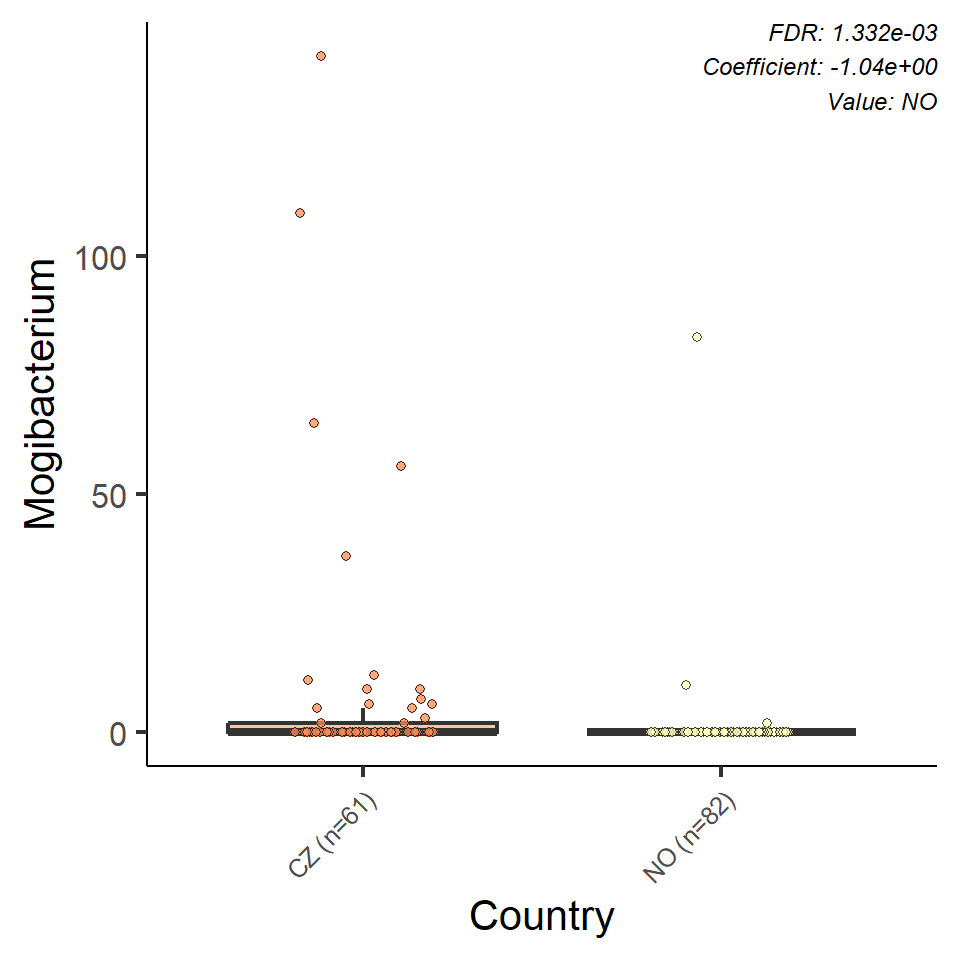 FDR: 1.332e-03
Coefficient: -1.04e+00
Value: NO
Mogibacterium
100
50
0
CZ (n=61)
NO (n=82)
Country